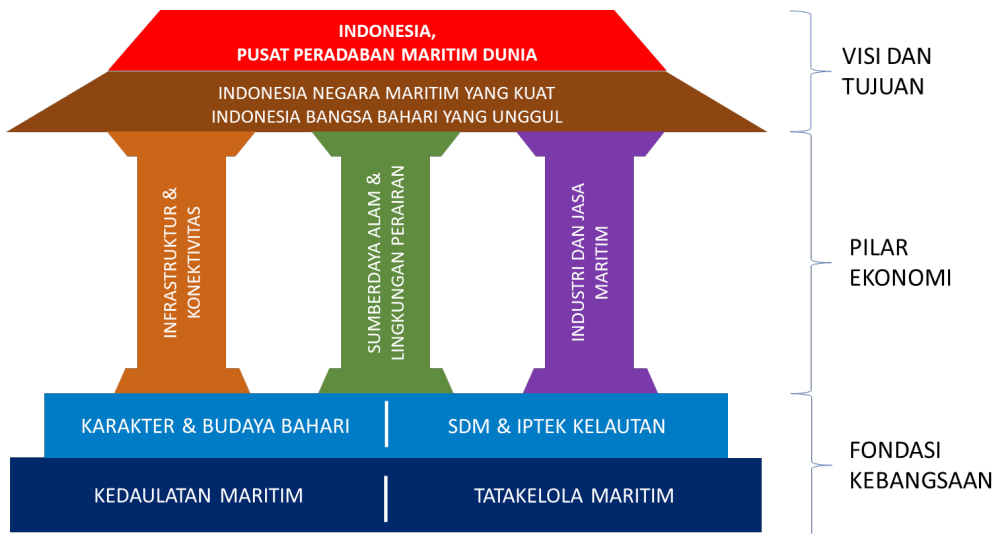 INDONESIA,
PUSAT PERADABAN MARITIM DUNIA
INDONESIA NEGARA MARITIM YANG KUAT
INDONESIA BANGSA BAHARI YANG UNGGUL
VISI DAN
TUJUAN
INFRASTRUKTUR &
KONEKTIVITAS
SUMBERDAYA ALAM &
LINGKUNGAN PERAIRAN
INDUSTRI DAN JASA
MARITIM
PILAR
EKONOMI
KARAKTER & BUDAYA BAHARI
SDM & IPTEK KELAUTAN
KEDAULATAN MARITIM
TATAKELOLA MARITIM
FONDASI
KEBANGSAAN